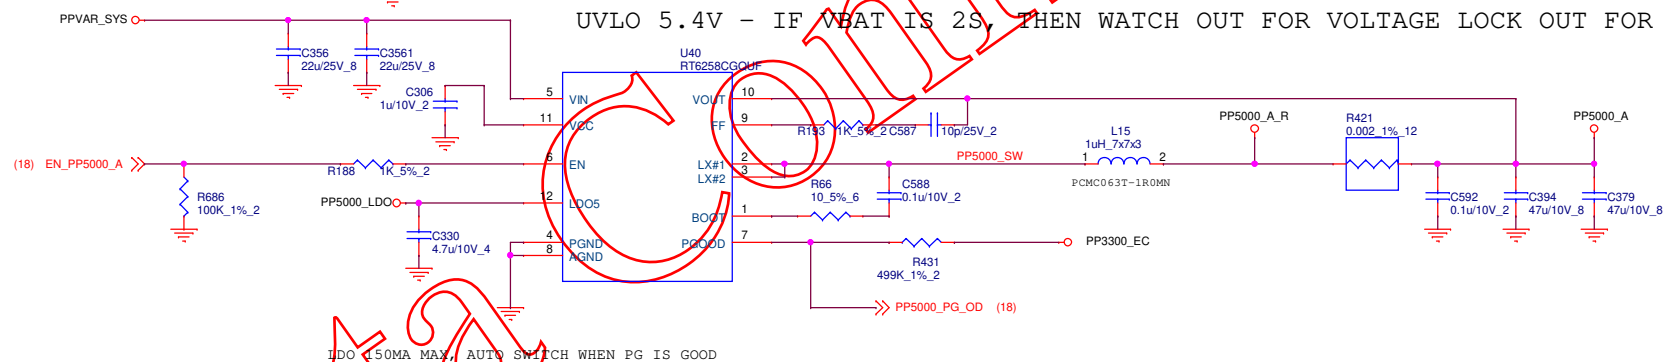 PPVAR_SYS
UVLO 5.4V - IF VBAT IS 2S, THEN WATCH OUT FOR VOLTAGE LOCK OUT FOR
C356
22u/25V_8
C3561
22u/25V_8
U40
RT6258CGQUF
C306
1u/10V_2
5 VIN
11 VCC
6 EN
12 LDO5
4 PGND
8 AGND
VOUT 10
FF 9
LX#1 2
LX#2 3
BOOT 1
PGOOD 7
(18) EN_PP5000_A
R188 1K_5%_2
R686
100K_1%_2
PP5000_LDO
C330
4.7u/10V_4
R193 1K_5%_2 C587 10p/25V_2
PP5000_SW
R66
10_5%_6
C588
0.1u/10V_2
L15
1uH_7x7x3
1 2
PCMC063T-1R0MN
PP5000_A_R
R421
0.002_1%_12
PP5000_A
C592
0.1u/10V_2
C394
47u/10V_8
C379
47u/10V_8
PP3300_EC
R431
499K_1%_2
PP5000_PG_OD (18)
LDO 150MA MAX, AUTO SWITCH WHEN PG IS GOOD